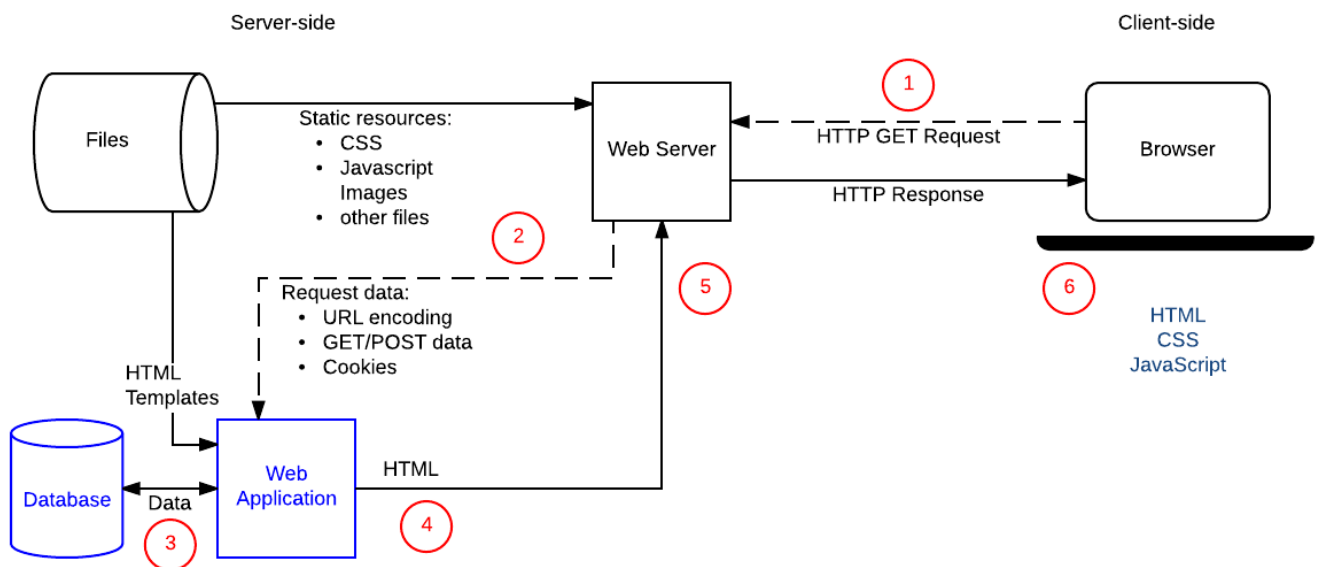 Server-side
Client-side
Files
Static resources:
• CSS
• Javascript
Images
• other files
Web Server
1
HTTP GET Request
HTTP Response
Browser
2
Request data:
• URL encoding
• GET/POST data
• Cookies
5
6
HTML
CSS
JavaScript
HTML
Templates
Database
Data
3
Web
Application
HTML
4